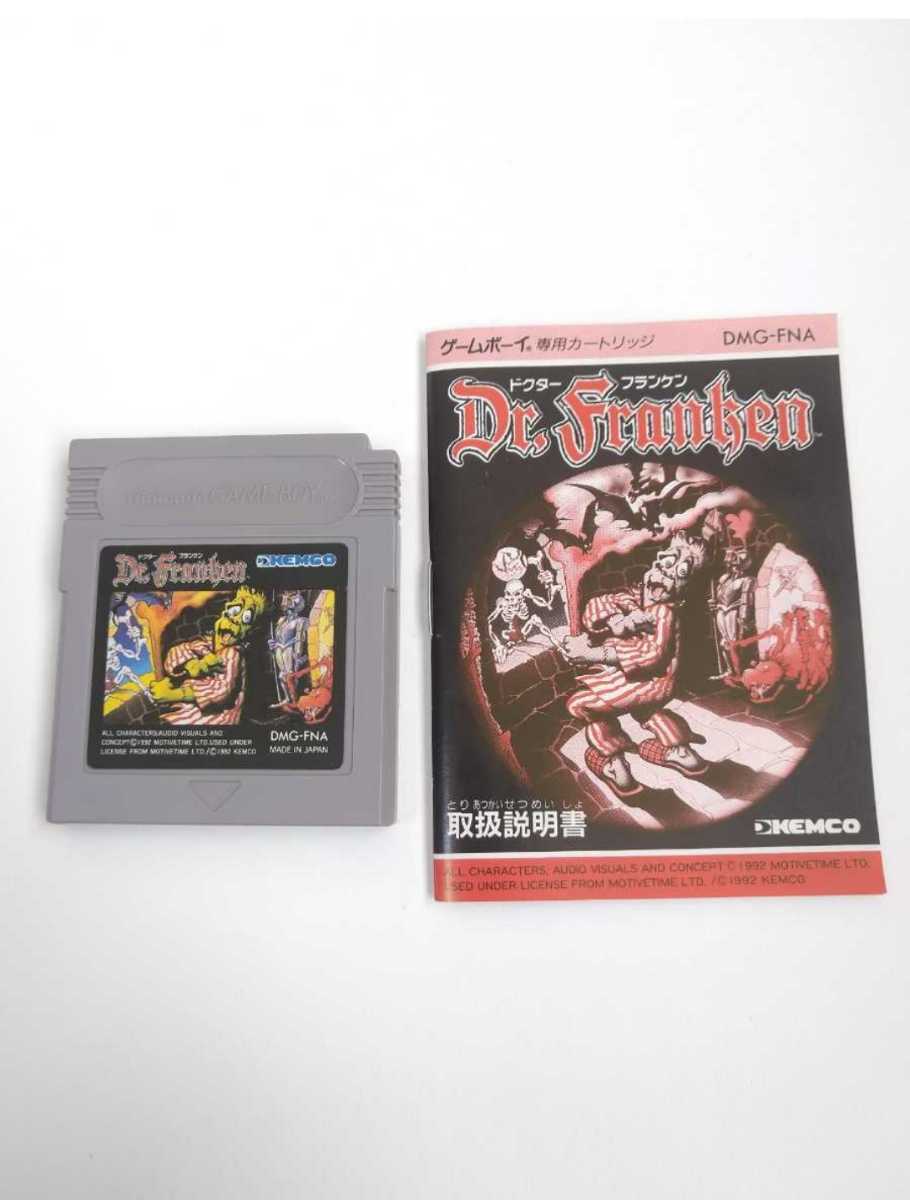 Nintendo GAME BOY
ドクター フランケン
Dr. Franken KEMCO
ALL CHARACTERS,AUDIO VISUALS AND
CONCEPT©1992 MOTIVETIME LTD.USED UNDER
LICENSE FROM MOTIVETIME LTD./©1992 KEMCO
DMG-FNA
MADE IN JAPAN
ゲームボーイ® 専用カートリッジ DMG-FNA
ドクター フランケン
Dr. Franken™
とりあつかいせつめいしょ
取扱説明書
KEMCO
ALL CHARACTERS, AUDIO VISUALS AND CONCEPT © 1992 MOTIVETIME LTD.
USED UNDER LICENSE FROM MOTIVETIME LTD. /© 1992 KEMCO